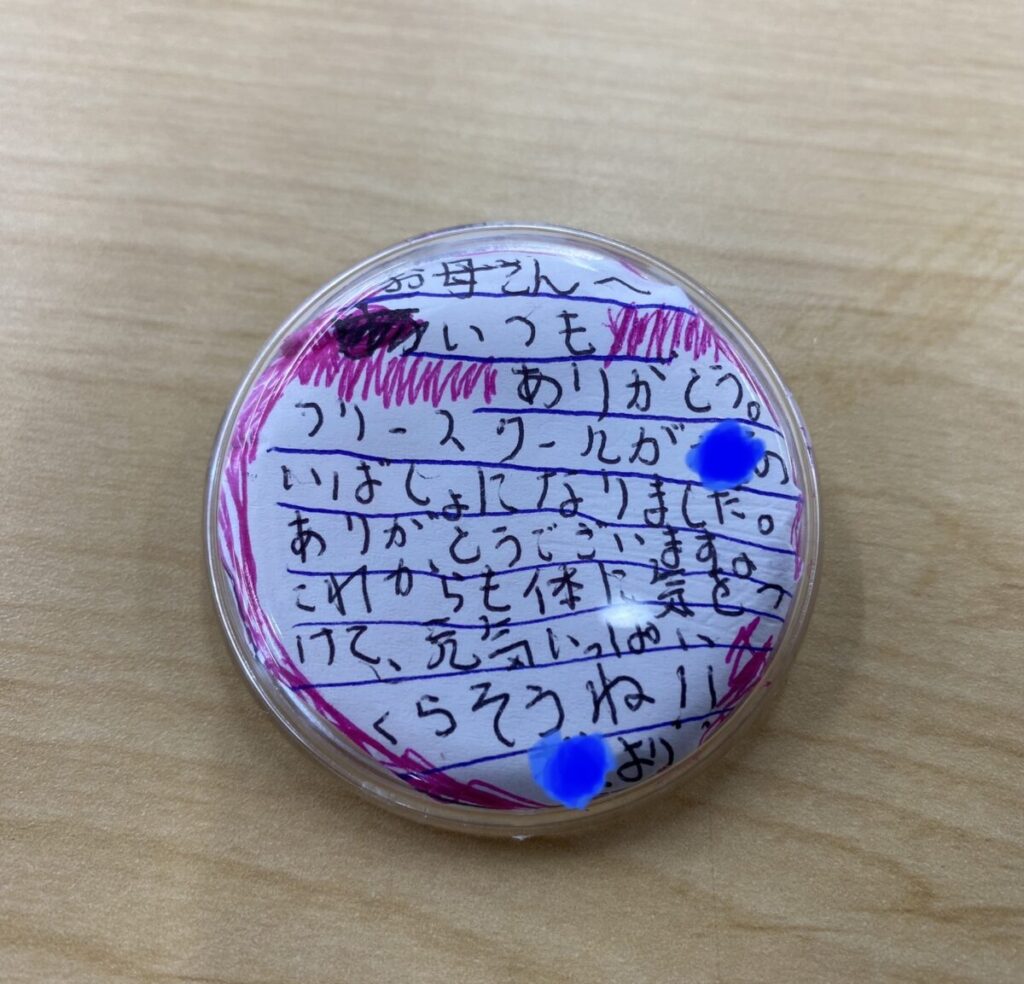 お母さんへ
いつも
ありがとう。
フリースクールが の
いばしょになりました。
ありがとうございます。
これからも体に気をつ
けて、元気いっぱい
くらそうね!!
より